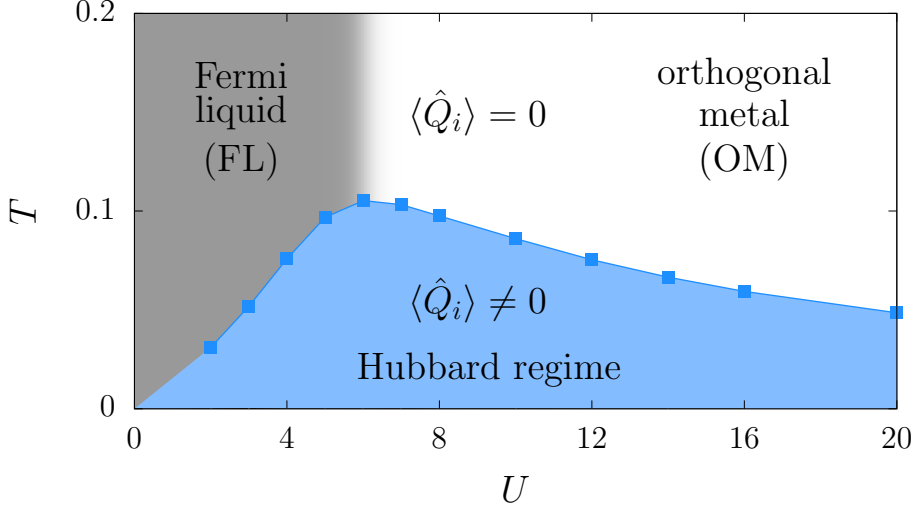 0.2
Fermi
liquid
(FL)
⟨Q̂ᵢ⟩ = 0
orthogonal
metal
(OM)
T
0.1
⟨Q̂ᵢ⟩ ≠ 0
Hubbard regime
0
0 4 8 12 16 20
U